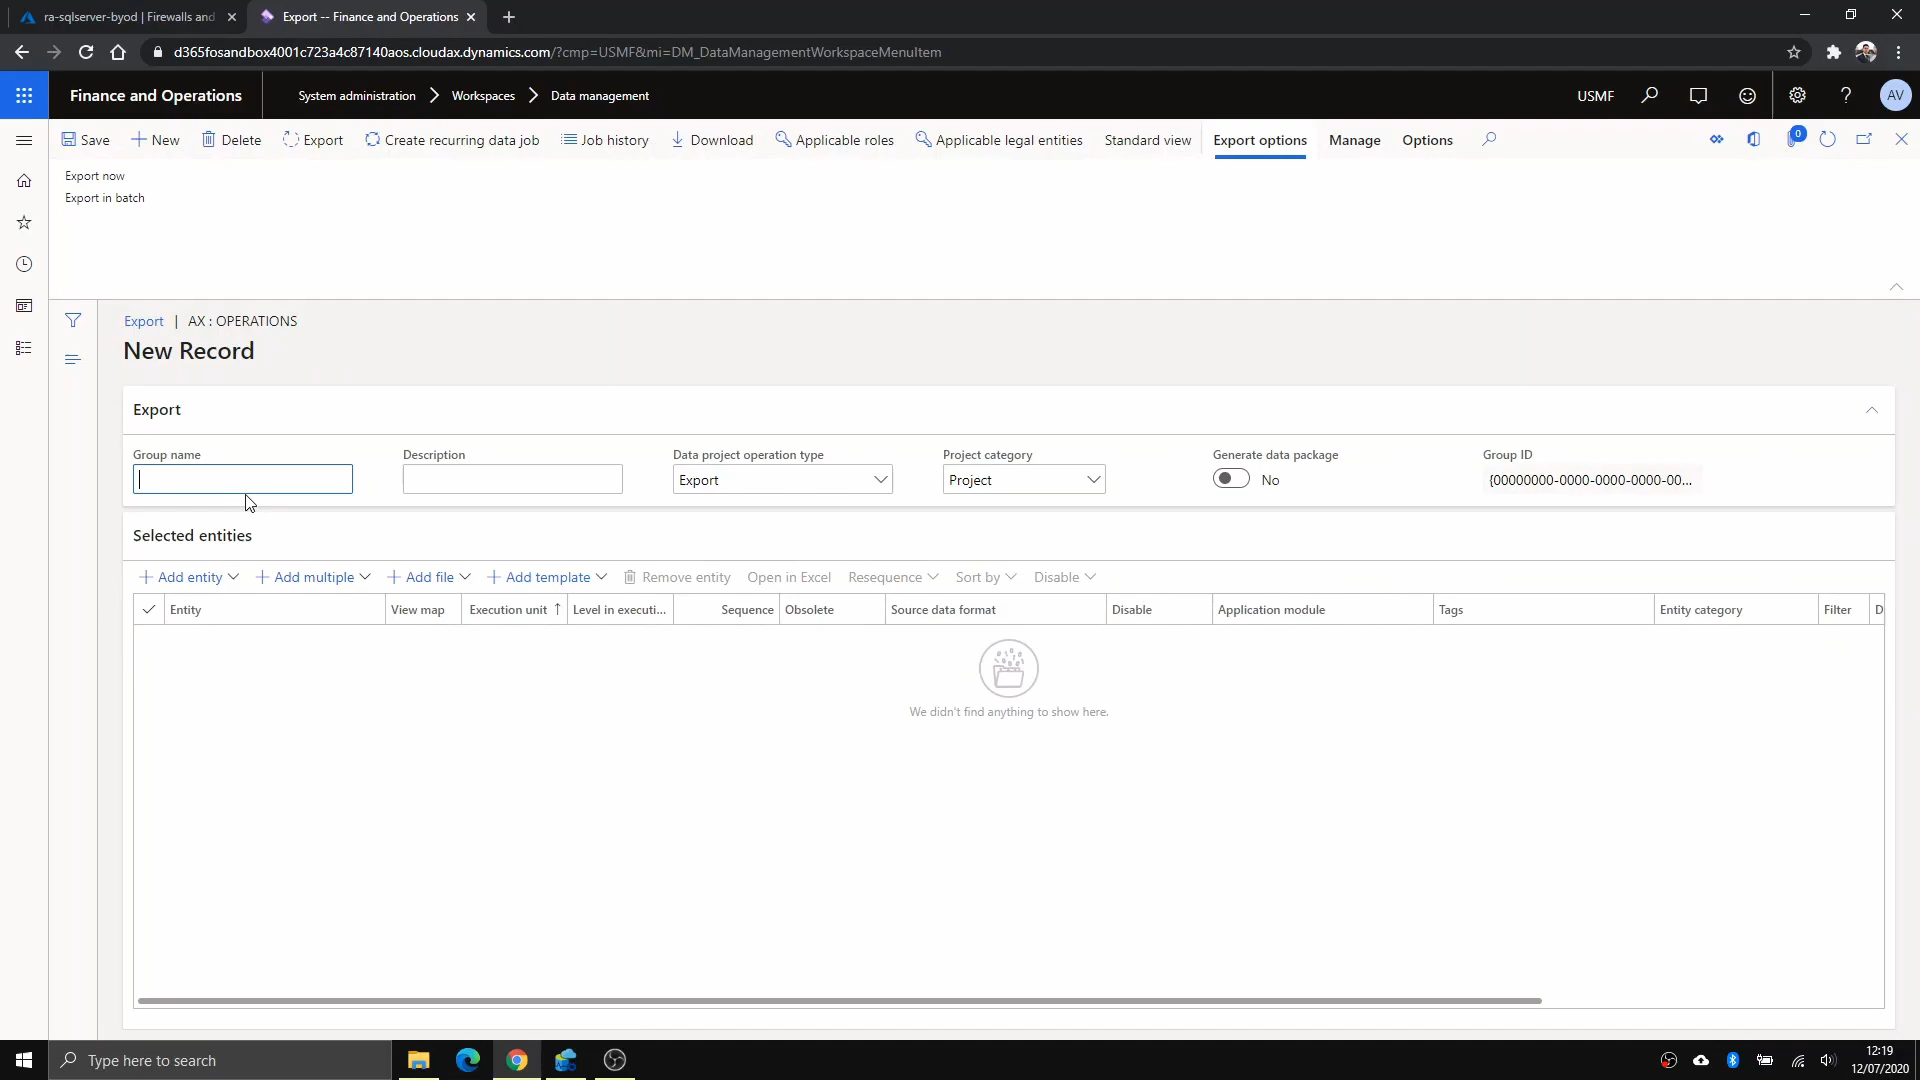 ra-sqlserver-byod | Firewalls and
Export -- Finance and Operations
d365fosandbox4001c723a4c87140aos.cloudax.dynamics.com/?cmp=USMF&mi=DM_DataManagementWorkspaceMenuItem
Finance and Operations
System administration
Workspaces
Data management
USMF
?
AV
Save
New
Delete
Export
Create recurring data job
Job history
Download
Applicable roles
Applicable legal entities
Standard view
Export options
Manage
Options
0
Export now
Export in batch
Export | AX : OPERATIONS
New Record
Export
Group name
Description
Data project operation type
Project category
Generate data package
Group ID
Export
Project
No
{00000000-0000-0000-0000-00...
Selected entities
Add entity
Add multiple
Add file
Add template
Remove entity
Open in Excel
Resequence
Sort by
Disable
Entity
View map
Execution unit
Level in executi...
Sequence
Obsolete
Source data format
Disable
Application module
Tags
Entity category
Filter
D
We didn't find anything to show here.
Type here to search
12:19
12/07/2020